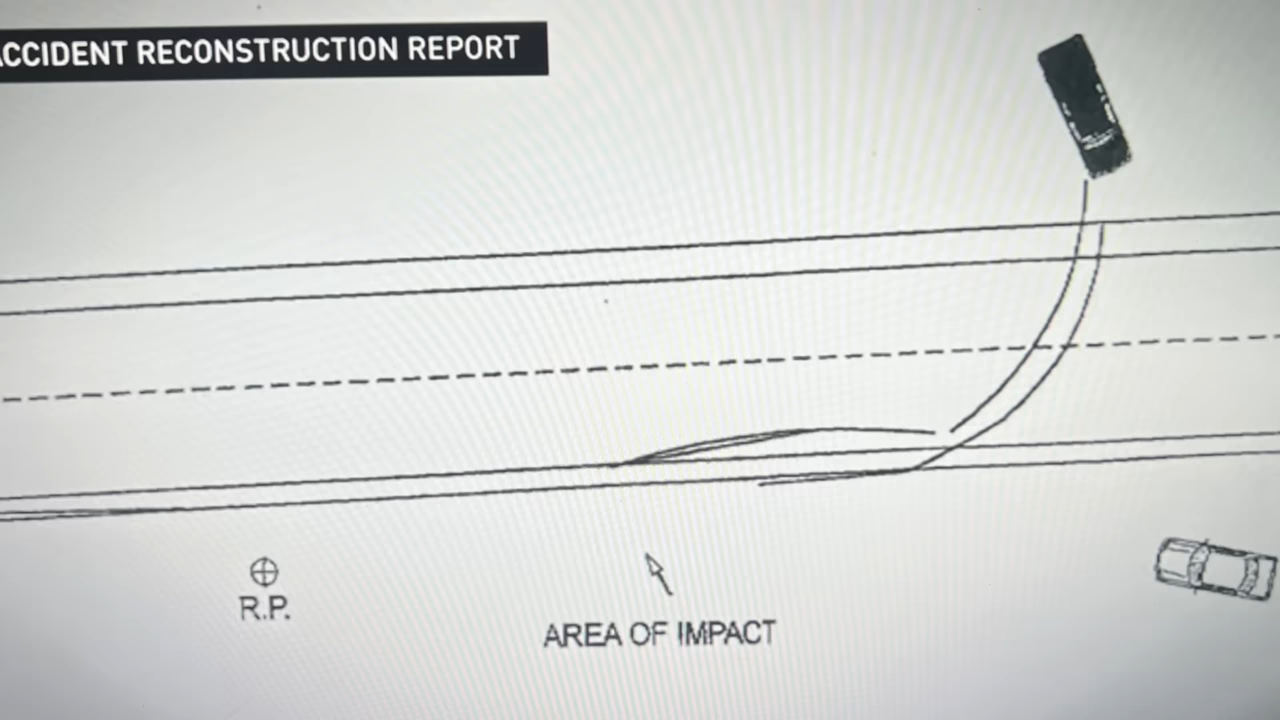 ACCIDENT RECONSTRUCTION REPORT
R.P.
AREA OF IMPACT